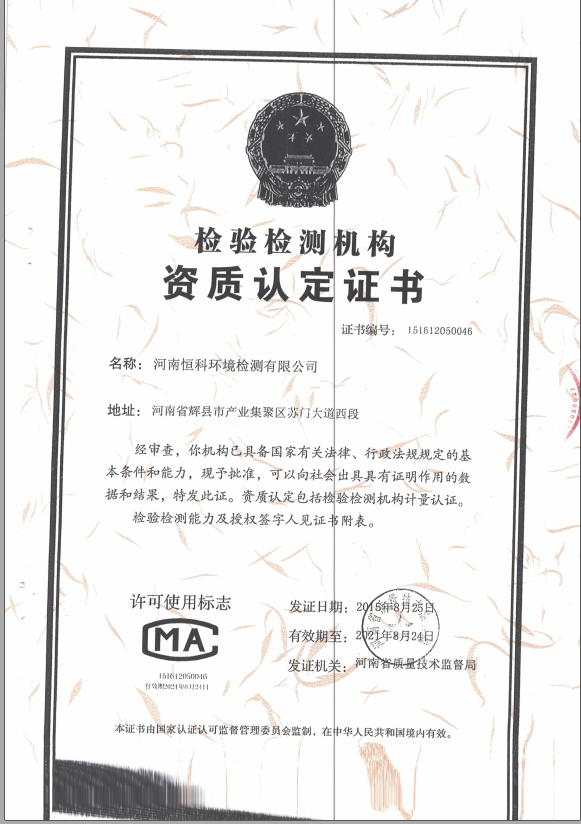 检验检测机构
资质认定证书
证书编号：151612050046
名称：河南恒科环境检测有限公司
地址：河南省辉县市产业集聚区苏门大道西段
经审查，你机构已具备国家有关法律、行政法规规定的基
本条件和能力，现予批准，可以向社会出具具有证明作用的数
据和结果，特发此证。资质认定包括检验检测机构计量认证。
检验检测能力及授权签字人见证书附表。
许可使用标志
MA
151612050046
有效期2021年8月24日
发证日期：2015年8月25日
有效期至：2021年8月24日
发证机关：河南省质量技术监督局
本证书由国家认证认可监督管理委员会监制，在中华人民共和国境内有效。